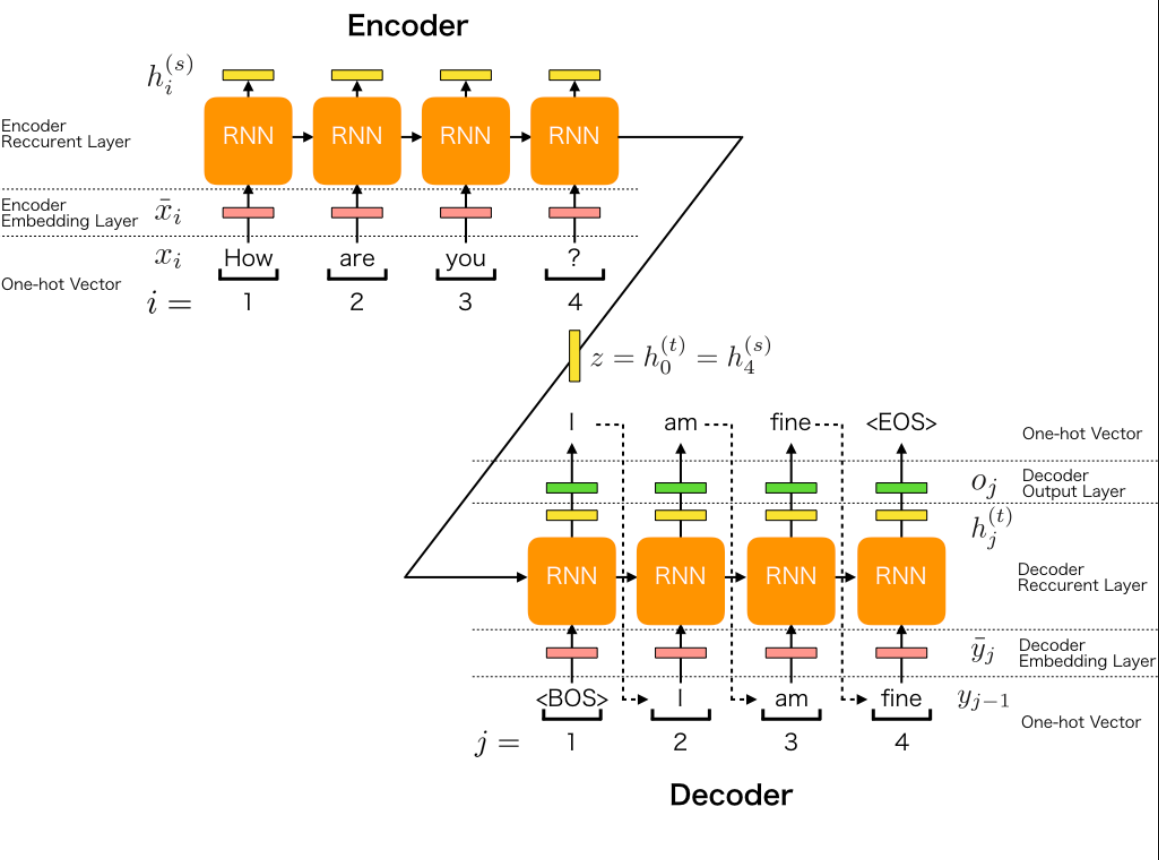 Encoder
h_i^{(s)}
Encoder
Reccurent Layer
RNN RNN RNN RNN
Encoder
Embedding Layer
x̄_i
x_i How are you ?
One-hot Vector
i = 1 2 3 4
z = h_0^{(t)} = h_4^{(s)}
I am fine <EOS>
One-hot Vector
o_j
Decoder
Output Layer
h_j^{(t)}
RNN RNN RNN RNN
Decoder
Reccurent Layer
ȳ_j
Decoder
Embedding Layer
<BOS> I am fine y_{j-1}
One-hot Vector
j = 1 2 3 4
Decoder